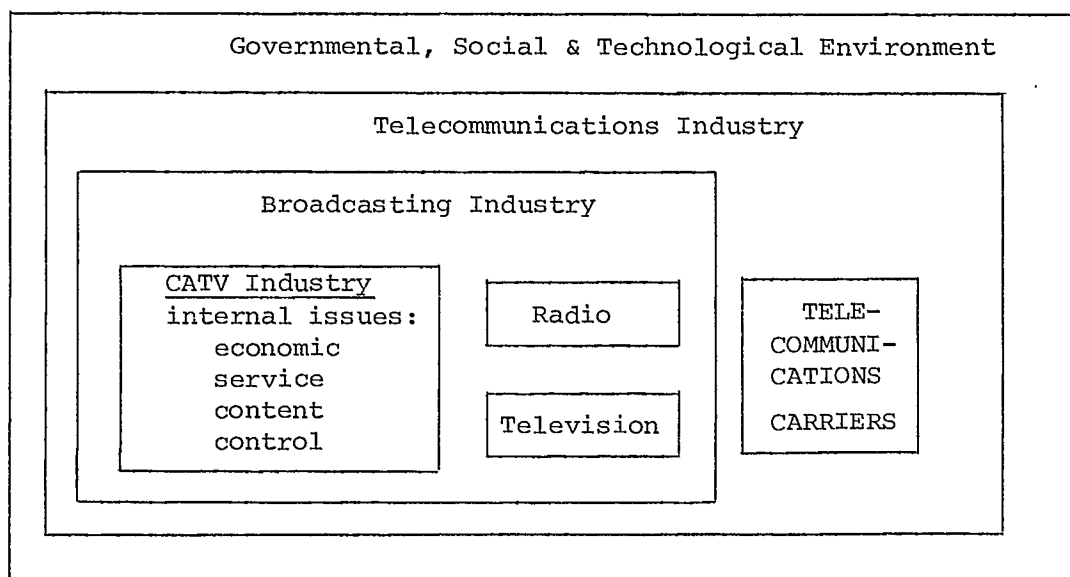 Governmental, Social & Technological Environment
Telecommunications Industry
Broadcasting Industry
CATV Industry
internal issues:
economic
service
content
control
Radio
Television
TELE-
COMMUNI-
CATIONS
CARRIERS